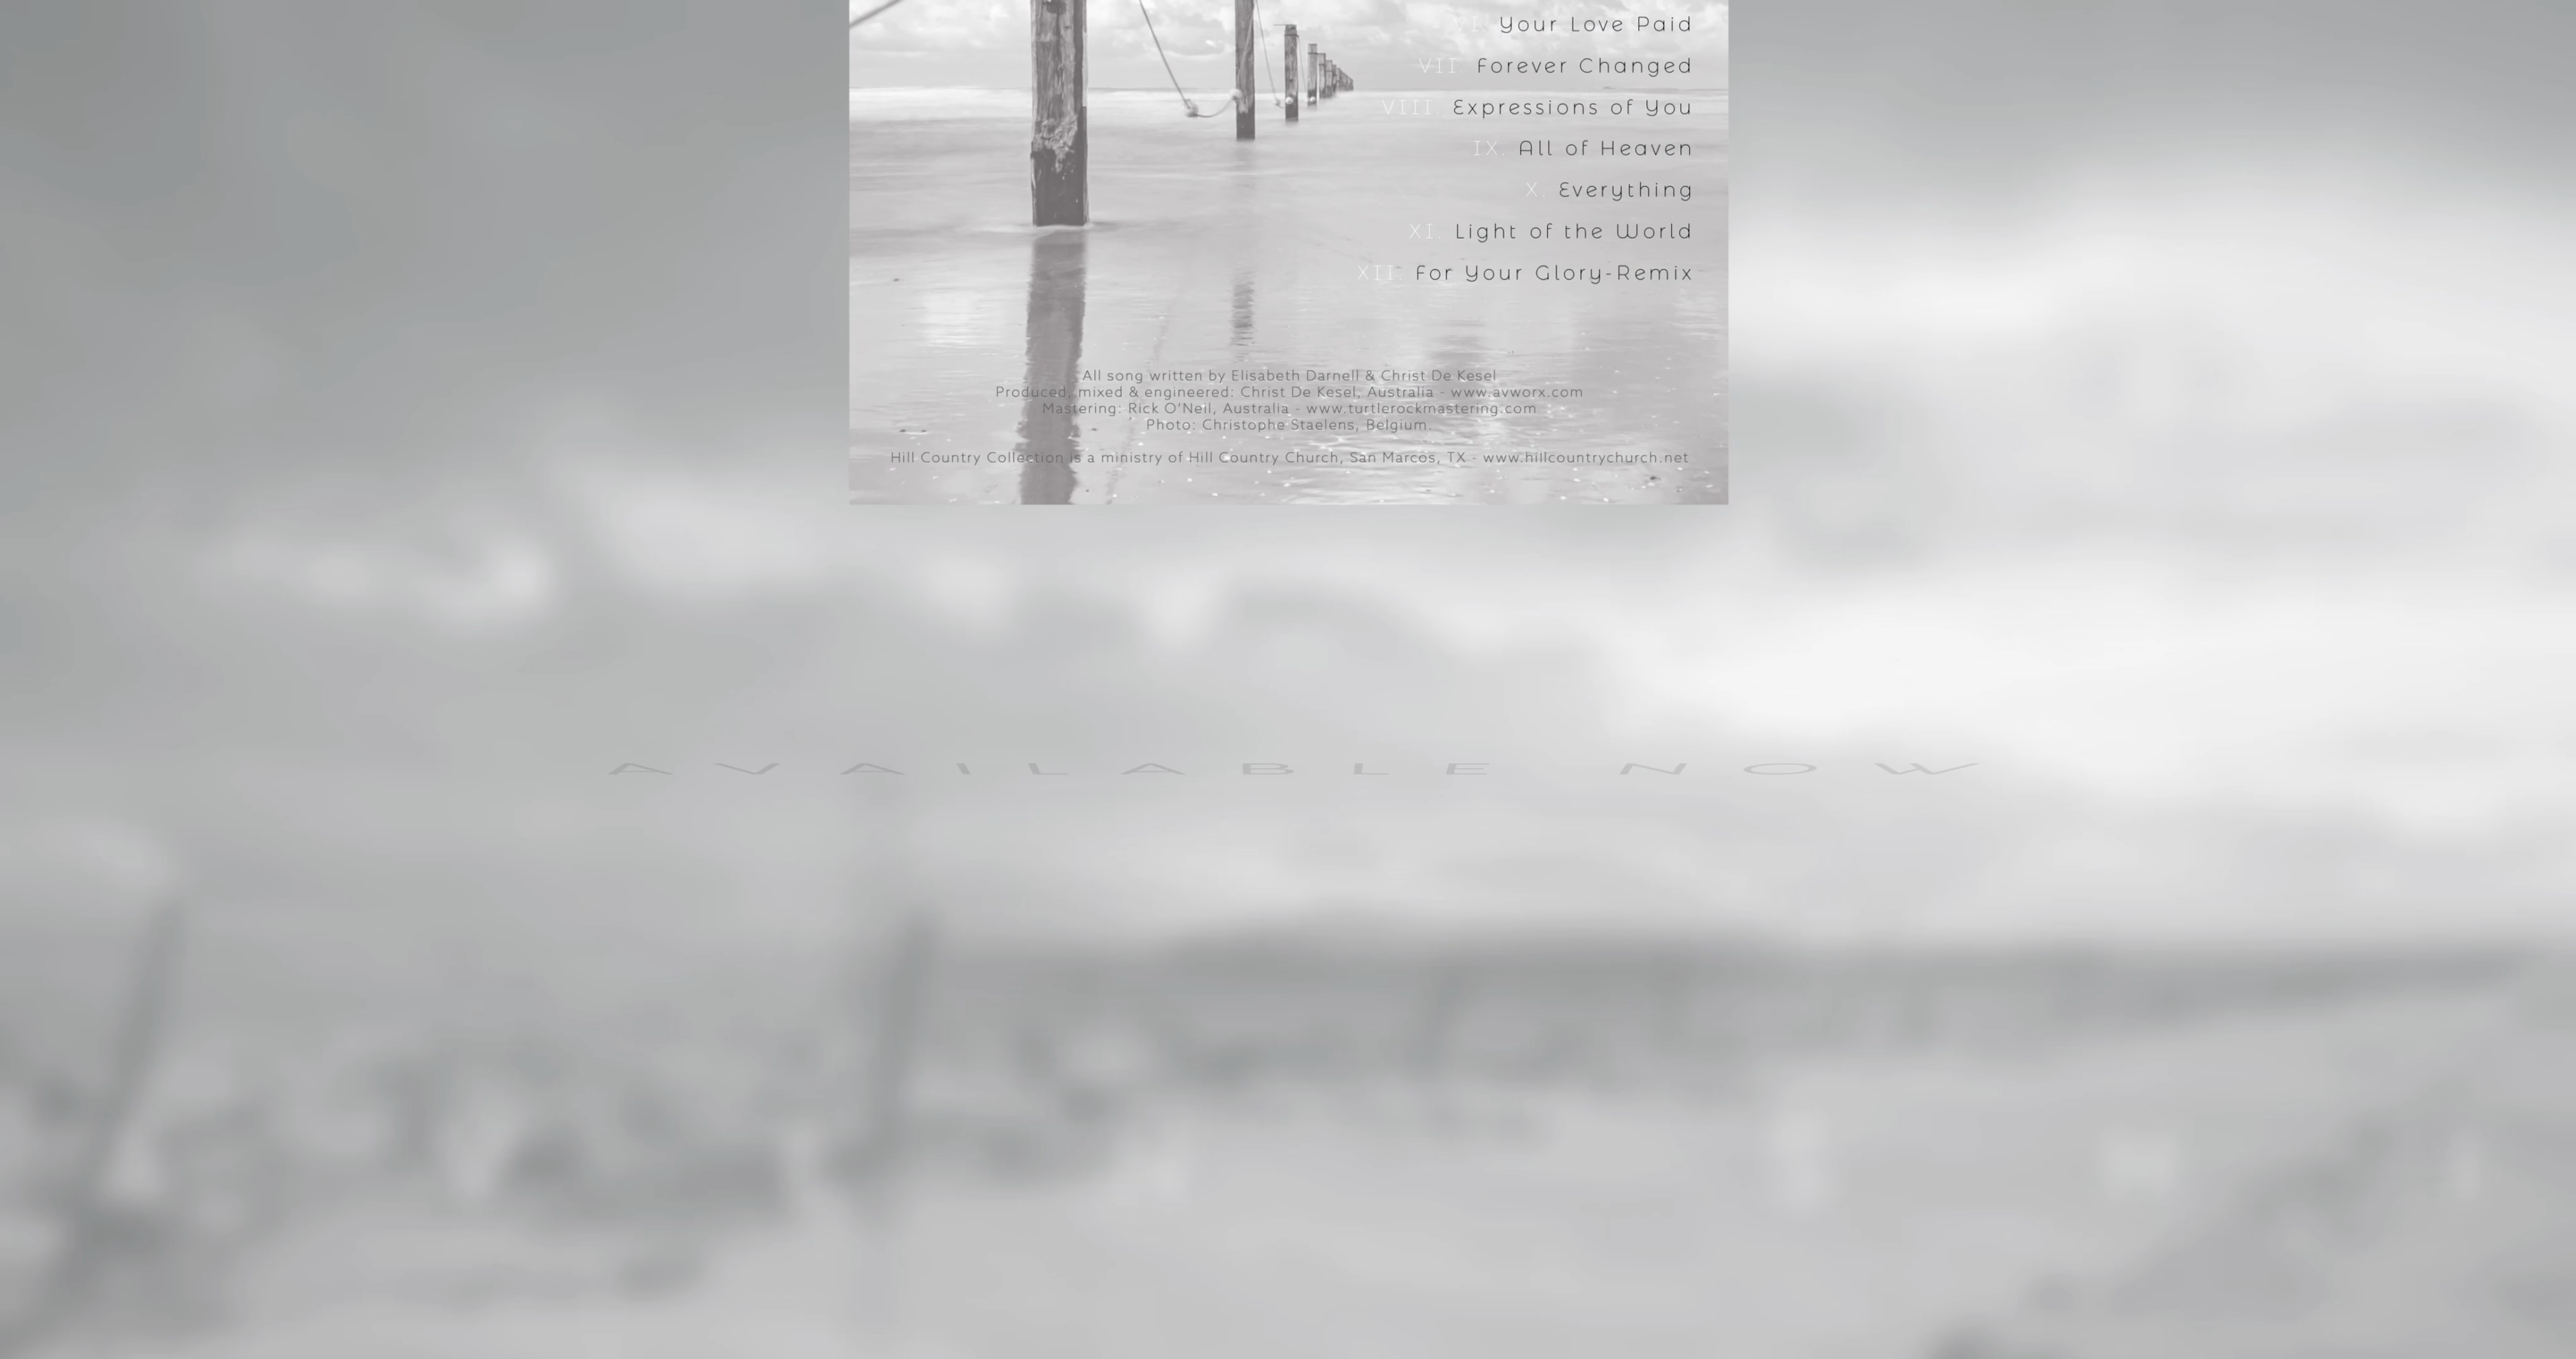 VI. Your Love Paid
VII. Forever Changed
VIII. Expressions of You
IX. All of Heaven
X. Everything
XI. Light of the World
XII. For Your Glory-Remix
All song written by Elisabeth Darnell & Christ De Kesel
Produced, mixed & engineered: Christ De Kesel, Australia - www.avworx.com
Mastering: Rick O'Neil, Australia - www.turtlerockmastering.com
Photo: Christophe Staelens, Belgium.
Hill Country Collection is a ministry of Hill Country Church, San Marcos, TX - www.hillcountrychurch.net
AVAILABLE NOW